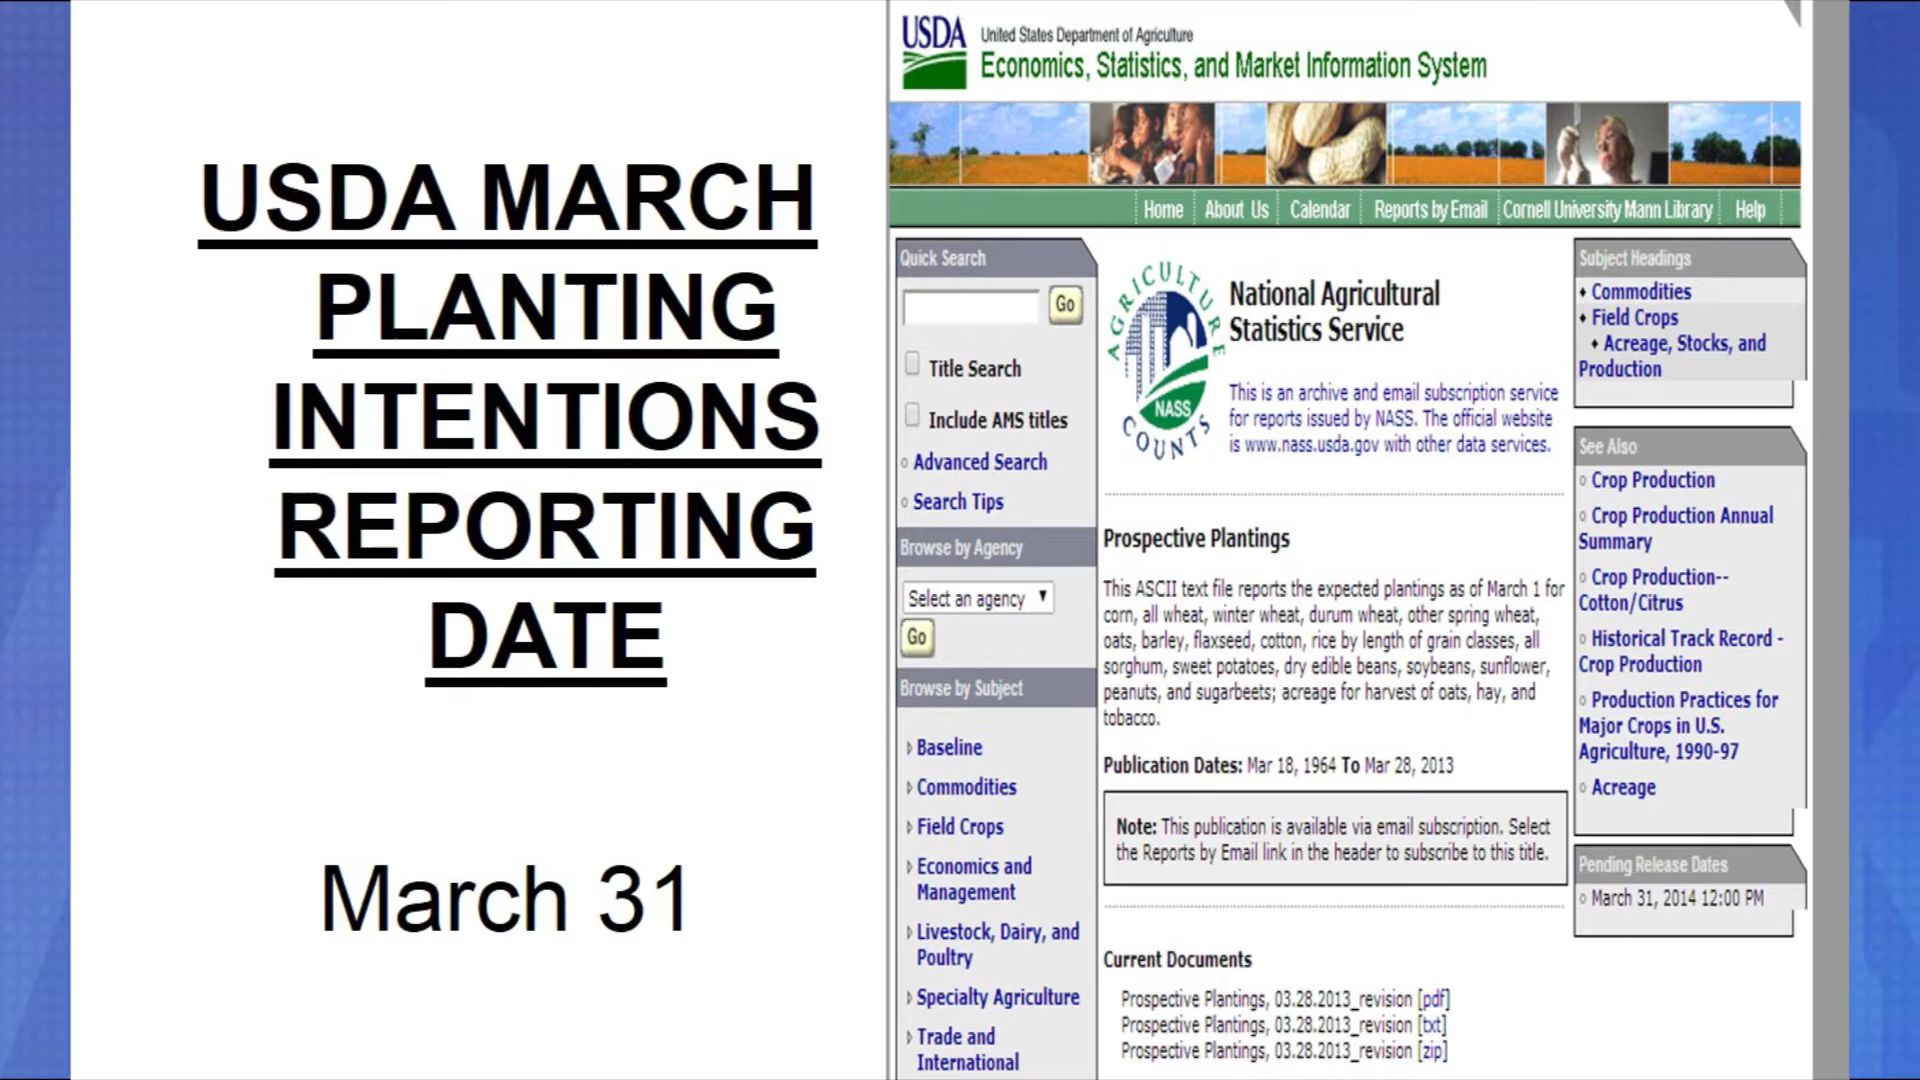 USDA MARCH
PLANTING
INTENTIONS
REPORTING
DATE
March 31
USDA
United States Department of Agriculture
Economics, Statistics, and Market Information System
Home
About Us
Calendar
Reports by Email
Cornell University Mann Library
Help
Quick Search
Go
Title Search
Include AMS titles
Advanced Search
Search Tips
Browse by Agency
Select an agency
Go
Browse by Subject
Baseline
Commodities
Field Crops
Economics and
Management
Livestock, Dairy, and
Poultry
Specialty Agriculture
Trade and
International
AGRICULTURE
NASS
COUNTS
National Agricultural
Statistics Service
This is an archive and email subscription service
for reports issued by NASS. The official website
is www.nass.usda.gov with other data services.
Prospective Plantings
This ASCII text file reports the expected plantings as of March 1 for
corn, all wheat, winter wheat, durum wheat, other spring wheat,
oats, barley, flaxseed, cotton, rice by length of grain classes, all
sorghum, sweet potatoes, dry edible beans, soybeans, sunflower,
peanuts, and sugarbeets; acreage for harvest of oats, hay, and
tobacco.
Publication Dates: Mar 18, 1964 To Mar 28, 2013
Note: This publication is available via email subscription. Select
the Reports by Email link in the header to subscribe to this title.
Current Documents
Prospective Plantings, 03.28.2013_revision [pdf]
Prospective Plantings, 03.28.2013_revision [txt]
Prospective Plantings, 03.28.2013_revision [zip]
Subject Headings
Commodities
Field Crops
Acreage, Stocks, and
Production
See Also
Crop Production
Crop Production Annual
Summary
Crop Production--
Cotton/Citrus
Historical Track Record -
Crop Production
Production Practices for
Major Crops in U.S.
Agriculture, 1990-97
Acreage
Pending Release Dates
March 31, 2014 12:00 PM